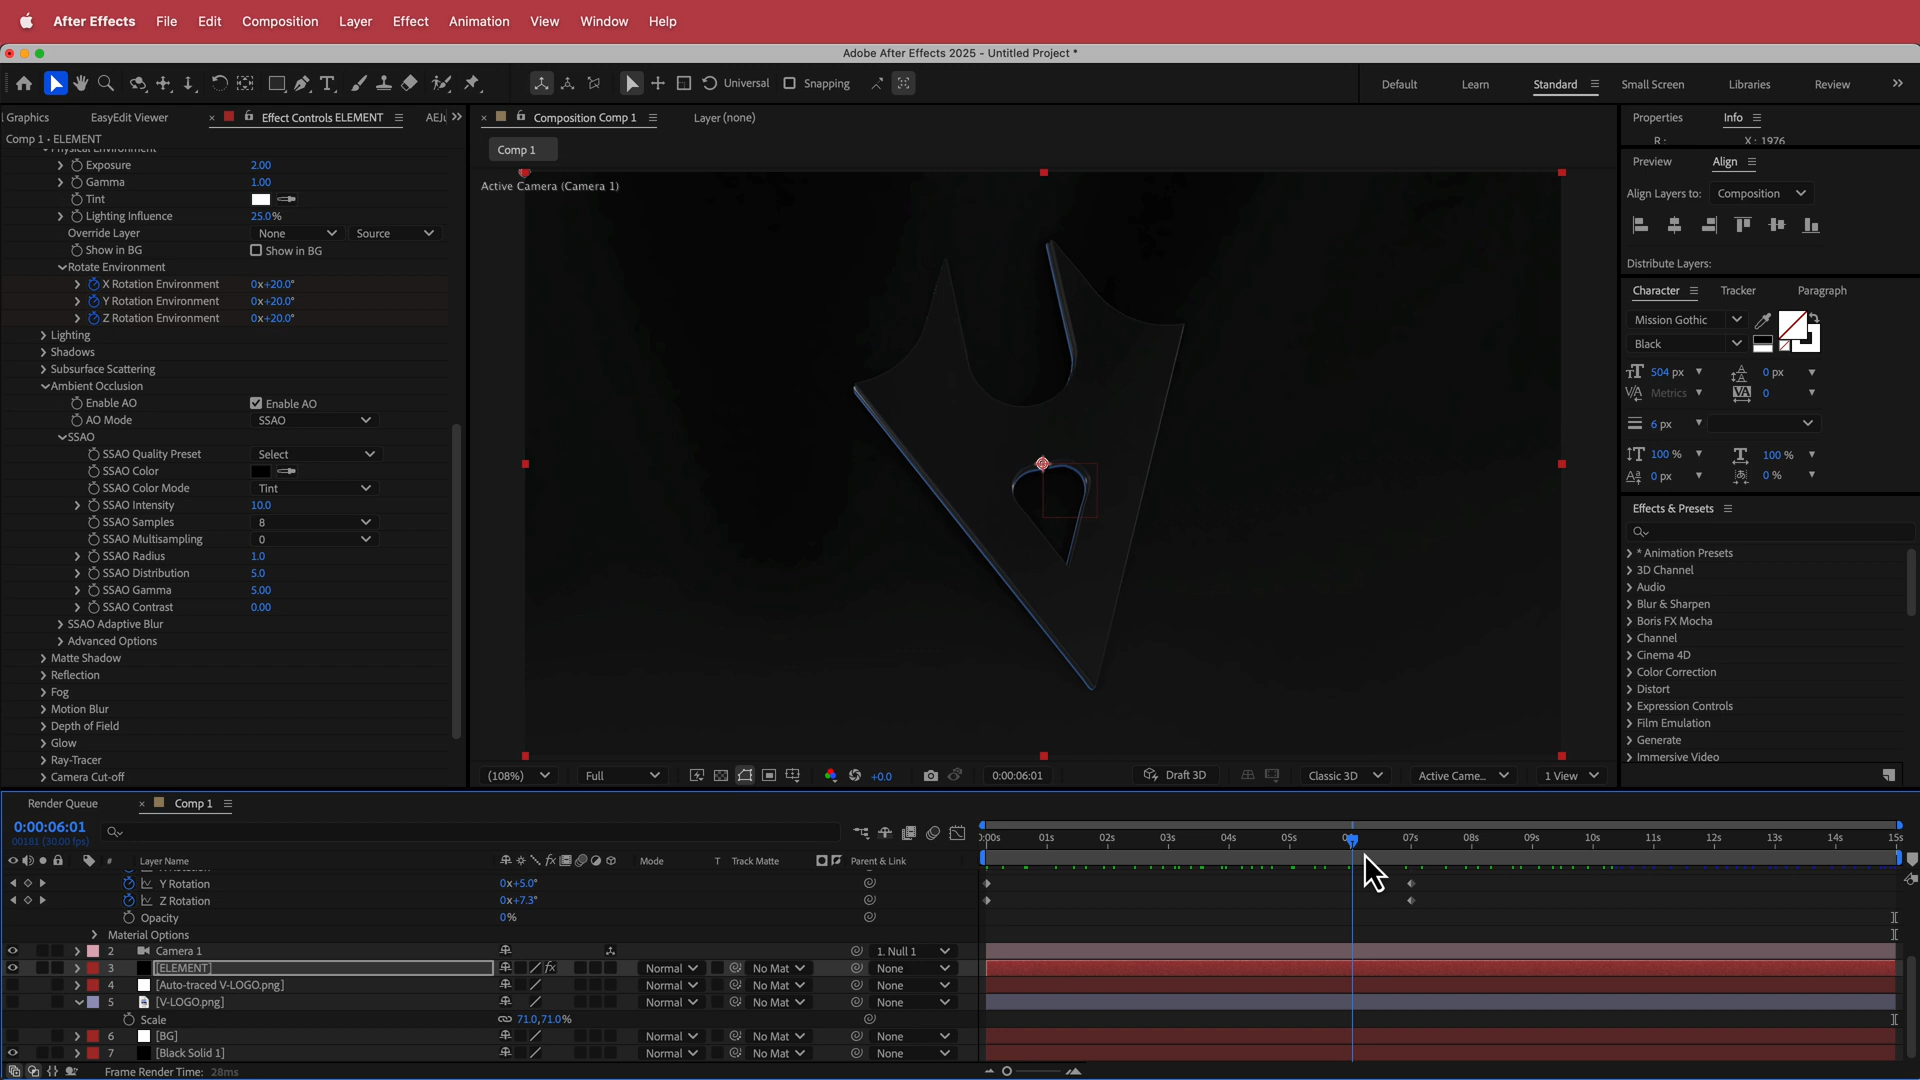 After Effects File Edit Composition Layer Effect Animation View Window Help
Adobe After Effects 2025 - Untitled Project *
Universal Snapping Default Learn Standard Small Screen Libraries Review
Graphics EasyEdit Viewer Effect Controls ELEMENT
Comp 1 • ELEMENT
Exposure 2.00
Gamma 1.00
Tint
Lighting Influence 25.0%
Override Layer None Source
Show in BG Show in BG
Rotate Environment
X Rotation Environment 0x+20.0°
Y Rotation Environment 0x+20.0°
Z Rotation Environment 0x+20.0°
Lighting
Shadows
Subsurface Scattering
Ambient Occlusion
Enable AO Enable AO
AO Mode SSAO
SSAO
SSAO Quality Preset Select
SSAO Color
SSAO Color Mode Tint
SSAO Intensity 10.0
SSAO Samples 8
SSAO Multisampling 0
SSAO Radius 1.0
SSAO Distribution 5.0
SSAO Gamma 5.00
SSAO Contrast 0.00
SSAO Adaptive Blur
Advanced Options
Matte Shadow
Reflection
Fog
Motion Blur
Depth of Field
Glow
Ray-Tracer
Camera Cut-off
Composition Comp 1 Layer (none)
Comp 1
Active Camera (Camera 1)
(108%) Full +0.0 0:00:06:01 Draft 3D Classic 3D Active Came... 1 View
Properties Info
R: X: 1976
Preview Align
Align Layers to: Composition
Distribute Layers:
Character Tracker Paragraph
Mission Gothic
Black
504 px 0 px
Metrics 0
6 px
100 % 100 %
0 px 0 %
Effects & Presets
* Animation Presets
3D Channel
Audio
Blur & Sharpen
Boris FX Mocha
Channel
Cinema 4D
Color Correction
Distort
Expression Controls
Film Emulation
Generate
Immersive Video
Render Queue Comp 1
0:00:06:01
00181 (30.00 fps)
01s 02s 03s 04s 05s 07s 08s 09s 10s 11s 12s 13s 14s 15s
# Layer Name Mode T Track Matte Parent & Link
Y Rotation 0x+5.0°
Z Rotation 0x+7.3°
Opacity 0%
Material Options
2 Camera 1 1. Null 1
3 [ELEMENT] Normal No Mat None
4 [Auto-traced V-LOGO.png] Normal No Mat None
5 [V-LOGO.png] Normal No Mat None
Scale 71.0,71.0%
6 [BG] Normal No Mat None
7 [Black Solid 1] Normal No Mat None
Frame Render Time: 28ms